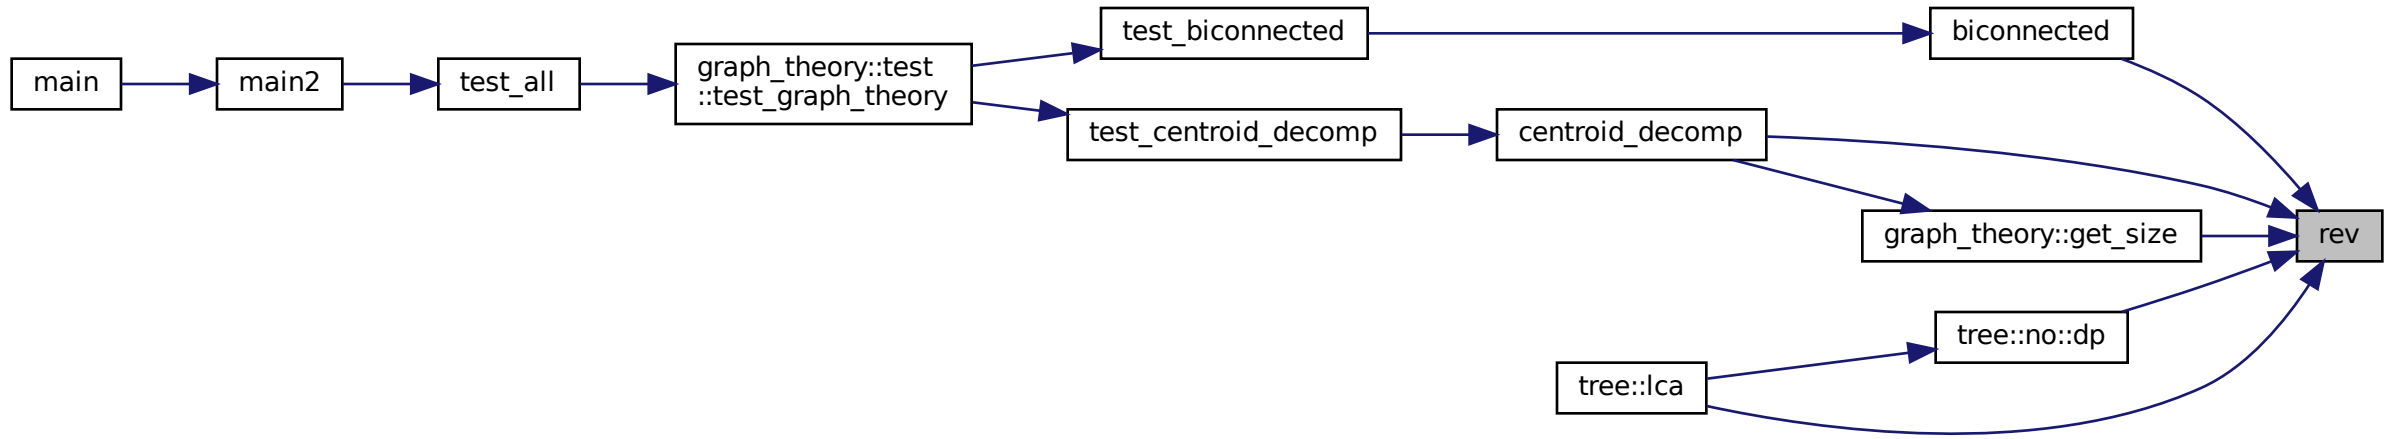 main
main2
test_all
graph_theory::test
::test_graph_theory
test_biconnected
test_centroid_decomp
biconnected
centroid_decomp
graph_theory::get_size
rev
tree::no::dp
tree::lca